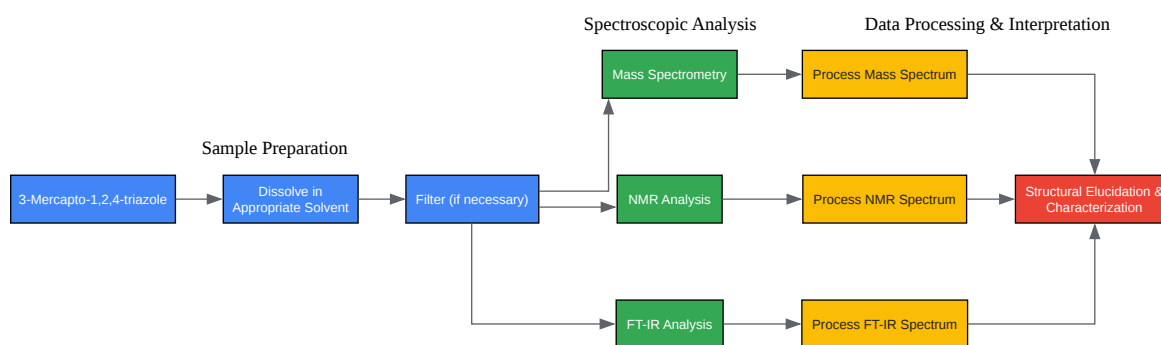 Spectroscopic Analysis
Data Processing & Interpretation
Mass Spectrometry
Process Mass Spectrum
Sample Preparation
3-Mercapto-1,2,4-triazole
Dissolve in
Appropriate Solvent
Filter (if necessary)
NMR Analysis
Process NMR Spectrum
Structural Elucidation &
Characterization
FT-IR Analysis
Process FT-IR Spectrum